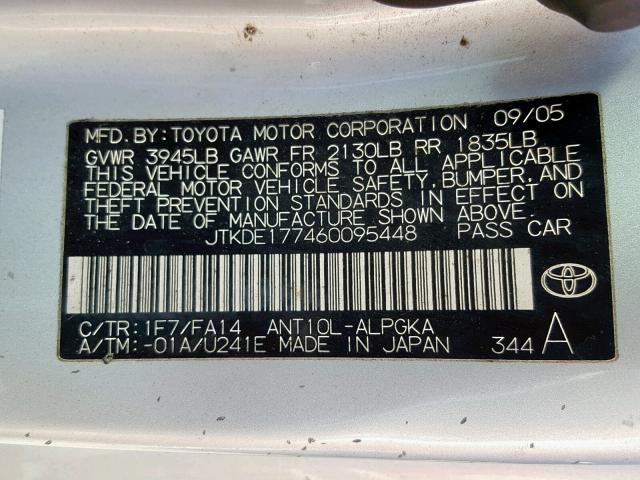 MFD. BY: TOYOTA MOTOR CORPORATION 09/05
GVWR 3945LB GAWR FR 2130LB RR 1835LB
THIS VEHICLE CONFORMS TO ALL APPLICABLE
FEDERAL MOTOR VEHICLE SAFETY, BUMPER, AND
THEFT PREVENTION STANDARDS IN EFFECT ON
THE DATE OF MANUFACTURE SHOWN ABOVE.
JTKDE177460095448 PASS CAR
C/TR: 1F7/FA14 ANT10L-ALPGKA
A/TM: -01A/U241E MADE IN JAPAN 344 A